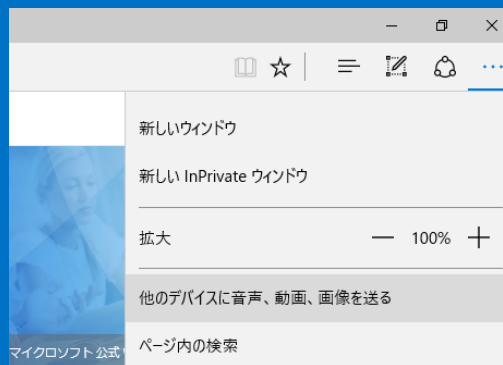 新しいウィンドウ
新しい InPrivate ウィンドウ
拡大
100%
他のデバイスに音声、動画、画像を送る
ページ内の検索
マイクロソフト 公式